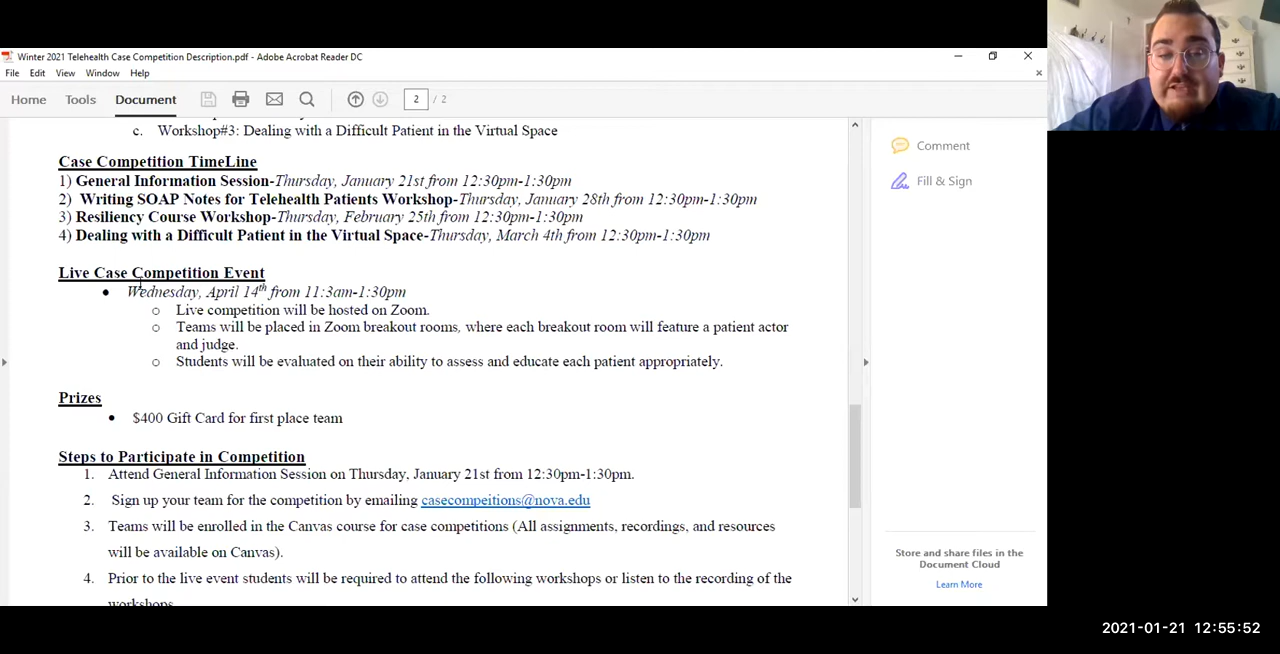 Winter 2021 Telehealth Case Competition Description.pdf - Adobe Acrobat Reader DC
File Edit View Window Help
Home Tools Document 2 / 2
c. Workshop#3: Dealing with a Difficult Patient in the Virtual Space
Case Competition TimeLine
1) General Information Session-Thursday, January 21st from 12:30pm-1:30pm
2) Writing SOAP Notes for Telehealth Patients Workshop-Thursday, January 28th from 12:30pm-1:30pm
3) Resiliency Course Workshop-Thursday, February 25th from 12:30pm-1:30pm
4) Dealing with a Difficult Patient in the Virtual Space-Thursday, March 4th from 12:30pm-1:30pm
Live Case Competition Event
• Wednesday, April 14th from 11:3am-1:30pm
o Live competition will be hosted on Zoom.
o Teams will be placed in Zoom breakout rooms, where each breakout room will feature a patient actor
and judge.
o Students will be evaluated on their ability to assess and educate each patient appropriately.
Prizes
• $400 Gift Card for first place team
Steps to Participate in Competition
1. Attend General Information Session on Thursday, January 21st from 12:30pm-1:30pm.
2. Sign up your team for the competition by emailing casecompeitions@nova.edu
3. Teams will be enrolled in the Canvas course for case competitions (All assignments, recordings, and resources
will be available on Canvas).
4. Prior to the live event students will be required to attend the following workshops or listen to the recording of the
workshops
Comment
Fill & Sign
Store and share files in the
Document Cloud
Learn More
2021-01-21 12:55:52